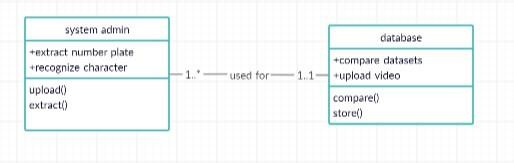 system admin
+extract number plate
+recognize character
upload()
extract()
1..* used for 1..1
database
+compare datasets
+upload video
compare()
store()